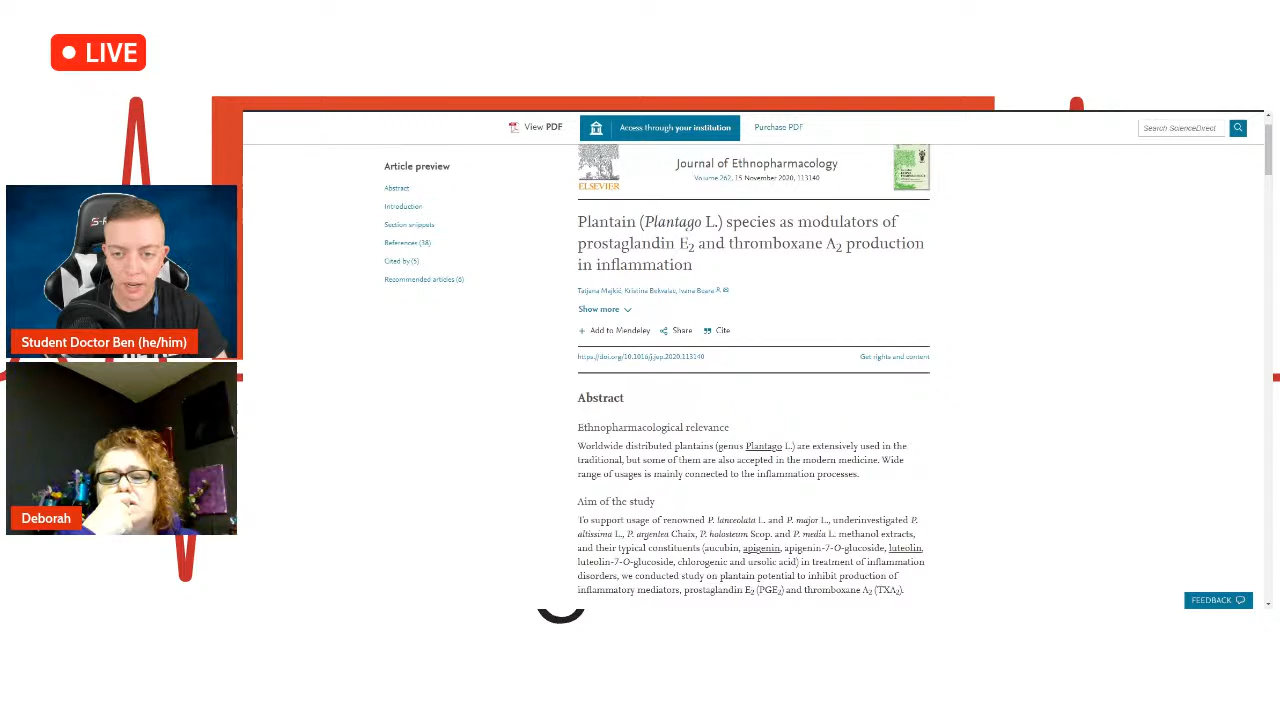 LIVE
View PDF
Access through your institution
Purchase PDF
Search ScienceDirect
Article preview
Abstract
Introduction
Section snippets
References (38)
Cited by (5)
Recommended articles (6)
ELSEVIER
Journal of Ethnopharmacology
Volume 262, 15 November 2020, 113140
Plantain (Plantago L.) species as modulators of
prostaglandin E2 and thromboxane A2 production
in inflammation
Tatjana Majkić, Kristina Bekvalac, Ivana Beara
Show more
Add to Mendeley
Share
Cite
https://doi.org/10.1016/j.jep.2020.113140
Get rights and content
Abstract
Ethnopharmacological relevance
Worldwide distributed plantains (genus Plantago L.) are extensively used in the
traditional, but some of them are also accepted in the modern medicine. Wide
range of usages is mainly connected to the inflammation processes.
Aim of the study
To support usage of renowned P. lanceolata L. and P. major L., underinvestigated P.
altissima L., P. argentea Chaix, P. holosteum Scop. and P. media L. methanol extracts,
and their typical constituents (aucubin, apigenin, apigenin-7-O-glucoside, luteolin,
luteolin-7-O-glucoside, chlorogenic and ursolic acid) in treatment of inflammation
disorders, we conducted study on plantain potential to inhibit production of
inflammatory mediators, prostaglandin E2 (PGE2) and thromboxane A2 (TXA2).
FEEDBACK
Student Doctor Ben (he/him)
Deborah